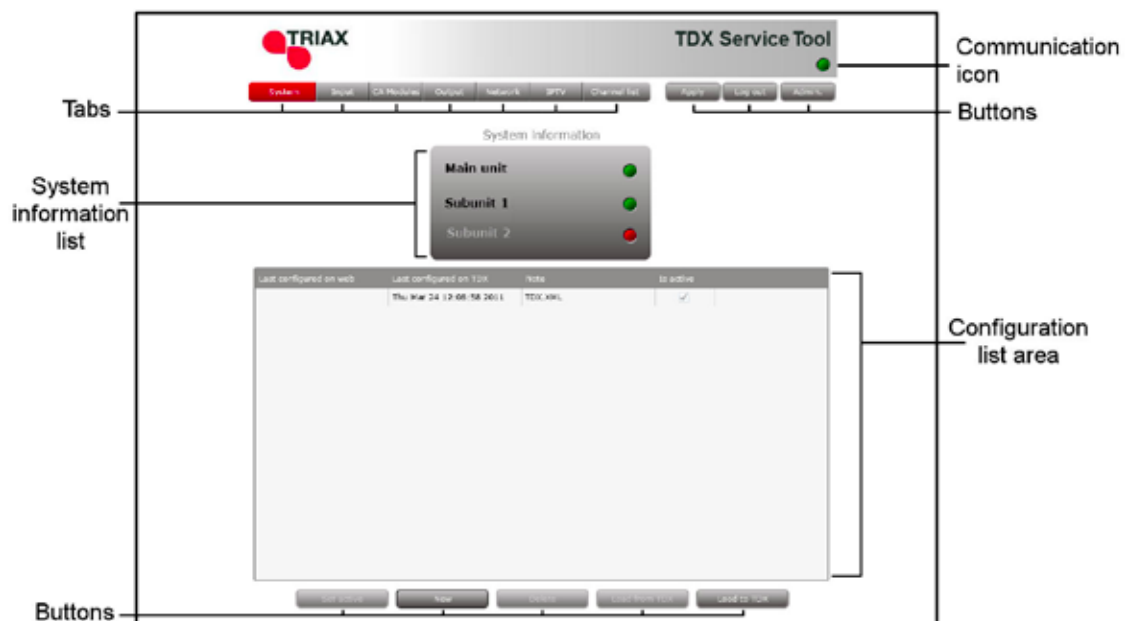 TRIAX
TDX Service Tool
Communication
icon
System Input CA Modules Output Network IPTV Channel list
Apply Log out Admin.
Tabs
Buttons
System Information
Main unit
Subunit 1
Subunit 2
System
information
list
Last configured on web Last configured on TDX Note Is active
Thu Mar 24 12:08:58 2011 TDX.XML
Configuration
list area
Set active New Delete Load from TDX Load to TDX
Buttons